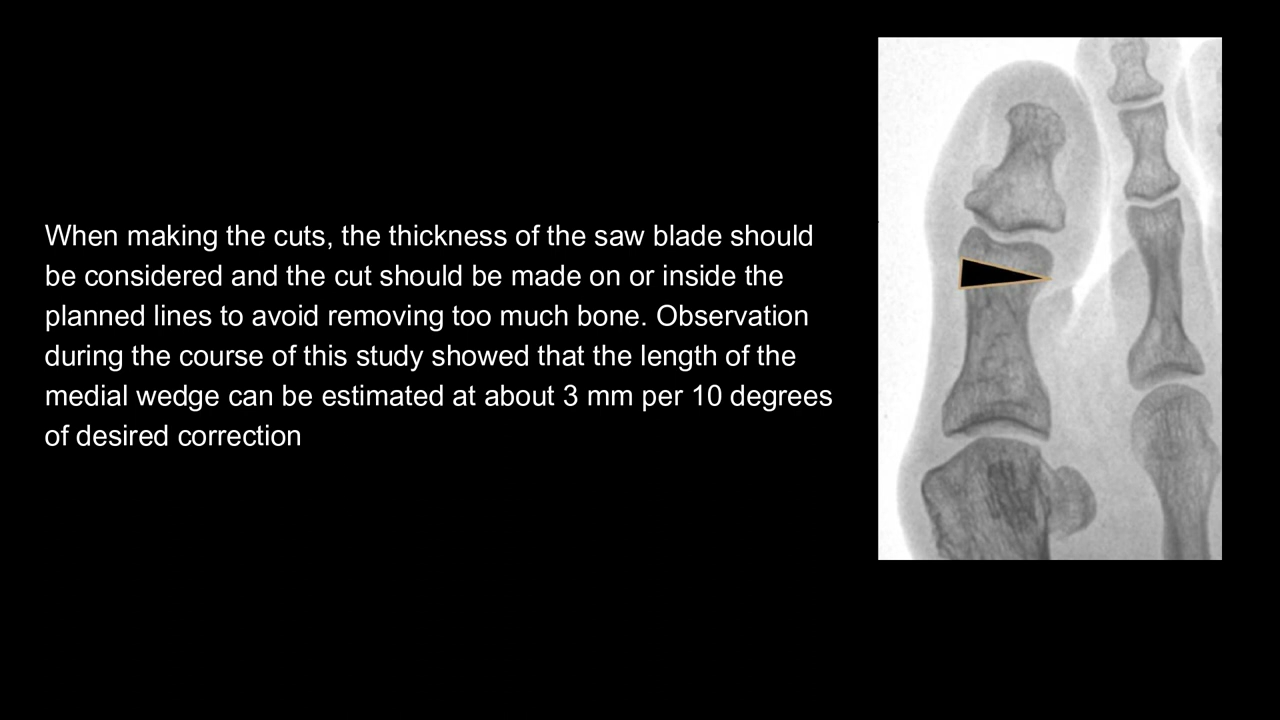 When making the cuts, the thickness of the saw blade should
be considered and the cut should be made on or inside the
planned lines to avoid removing too much bone. Observation
during the course of this study showed that the length of the
medial wedge can be estimated at about 3 mm per 10 degrees
of desired correction